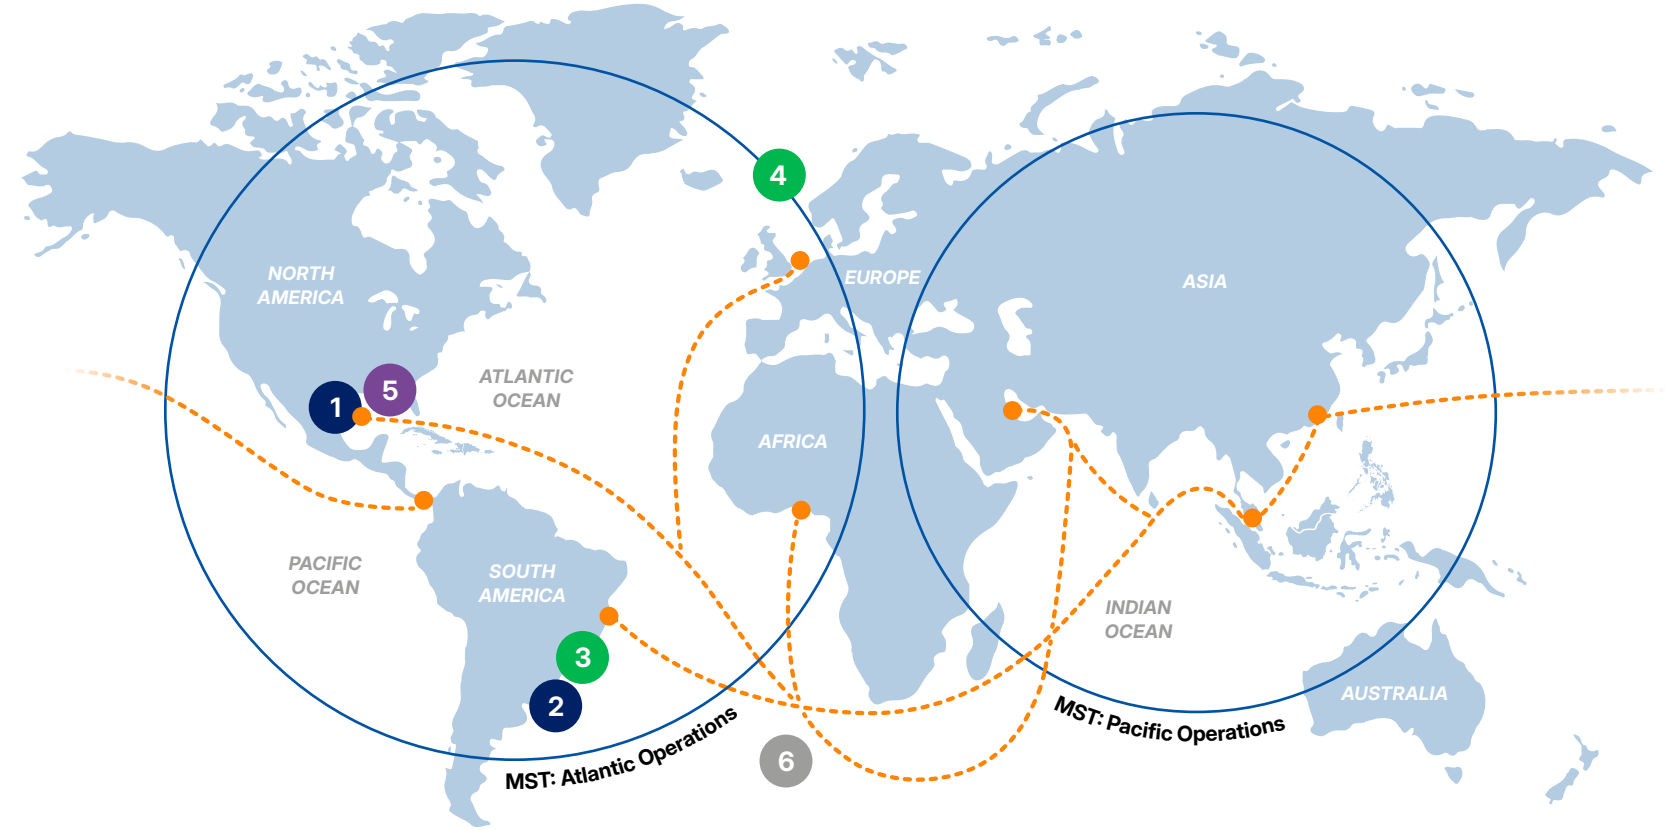 4
NORTH
AMERICA
EUROPE
ASIA
1
5
ATLANTIC
OCEAN
AFRICA
PACIFIC
OCEAN
SOUTH
AMERICA
INDIAN
OCEAN
3
2
AUSTRALIA
MST: Atlantic Operations
MST: Pacific Operations
6